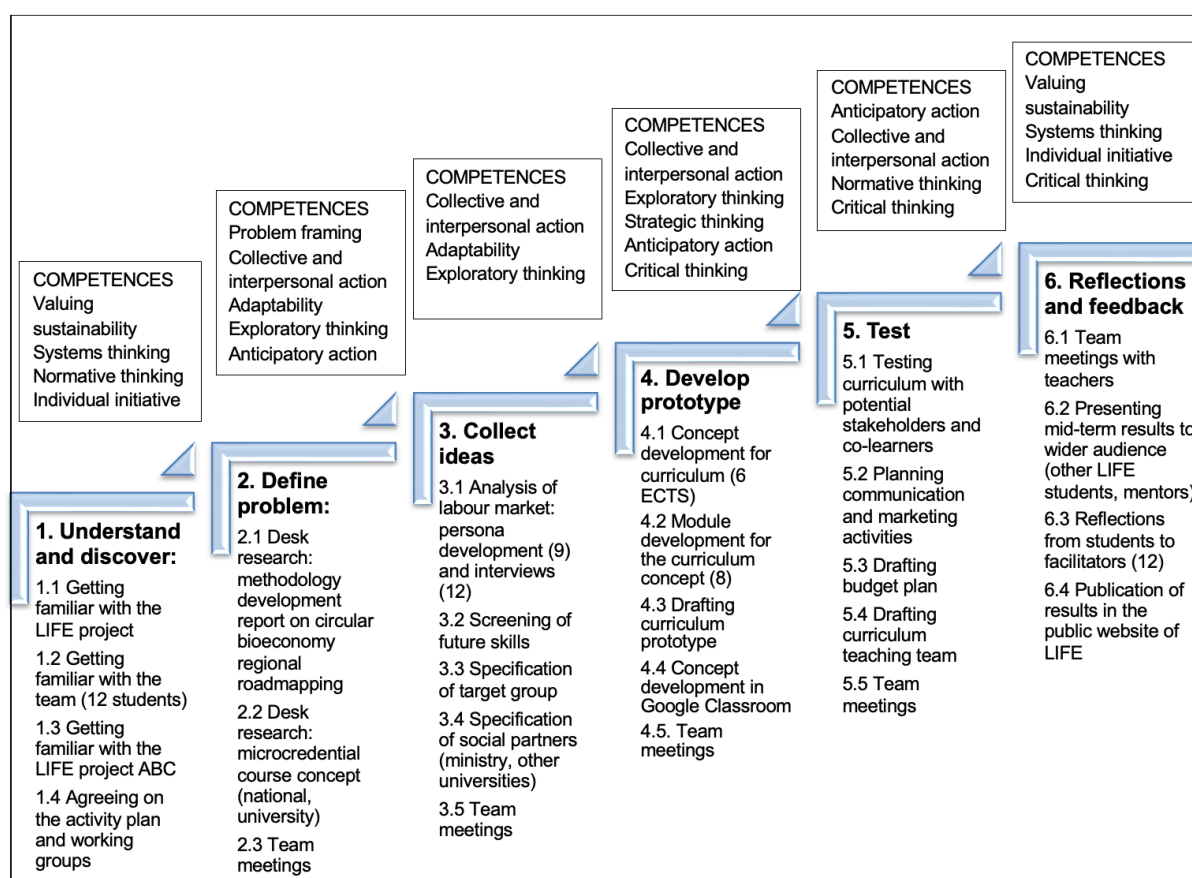 COMPETENCES
Valuing
sustainability
Systems thinking
Normative thinking
Individual initiative
1. Understand
and discover:
1.1 Getting
familiar with the
LIFE project
1.2 Getting
familiar with the
team (12 students)
1.3 Getting
familiar with the
LIFE project ABC
1.4 Agreeing on
the activity plan
and working
groups
COMPETENCES
Problem framing
Collective and
interpersonal action
Adaptability
Exploratory thinking
Anticipatory action
2. Define
problem:
2.1 Desk
research:
methodology
development
report on circular
bioeconomy
regional
roadmapping
2.2 Desk
research:
microcredential
course concept
(national,
university)
2.3 Team
meetings
COMPETENCES
Collective and
interpersonal action
Adaptability
Exploratory thinking
3. Collect
ideas
3.1 Analysis of
labour market:
persona
development (9)
and interviews
(12)
3.2 Screening of
future skills
3.3 Specification
of target group
3.4 Specification
of social partners
(ministry, other
universities)
3.5 Team
meetings
COMPETENCES
Collective and
interpersonal action
Exploratory thinking
Strategic thinking
Anticipatory action
Critical thinking
4. Develop
prototype
4.1 Concept
development for
curriculum (6
ECTS)
4.2 Module
development for
the curriculum
concept (8)
4.3 Drafting
curriculum
prototype
4.4 Concept
development in
Google Classroom
4.5. Team
meetings
COMPETENCES
Anticipatory action
Collective and
interpersonal action
Normative thinking
Critical thinking
5. Test
5.1 Testing
curriculum with
potential
stakeholders and
co-learners
5.2 Planning
communication
and marketing
activities
5.3 Drafting
budget plan
5.4 Drafting
curriculum
teaching team
5.5 Team
meetings
COMPETENCES
Valuing
sustainability
Systems thinking
Individual initiative
Critical thinking
6. Reflections
and feedback
6.1 Team
meetings with
teachers
6.2 Presenting
mid-term results to
wider audience
(other LIFE
students, mentors)
6.3 Reflections
from students to
facilitators (12)
6.4 Publication of
results in the
public website of
LIFE